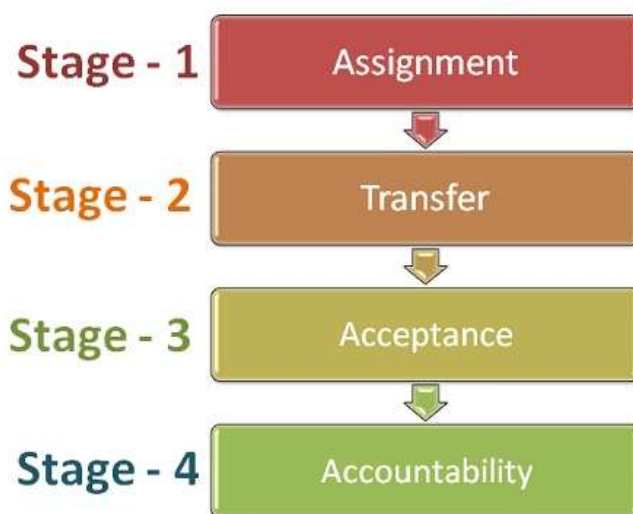 Stage - 1
Assignment
Stage - 2
Transfer
Stage - 3
Acceptance
Stage - 4
Accountability